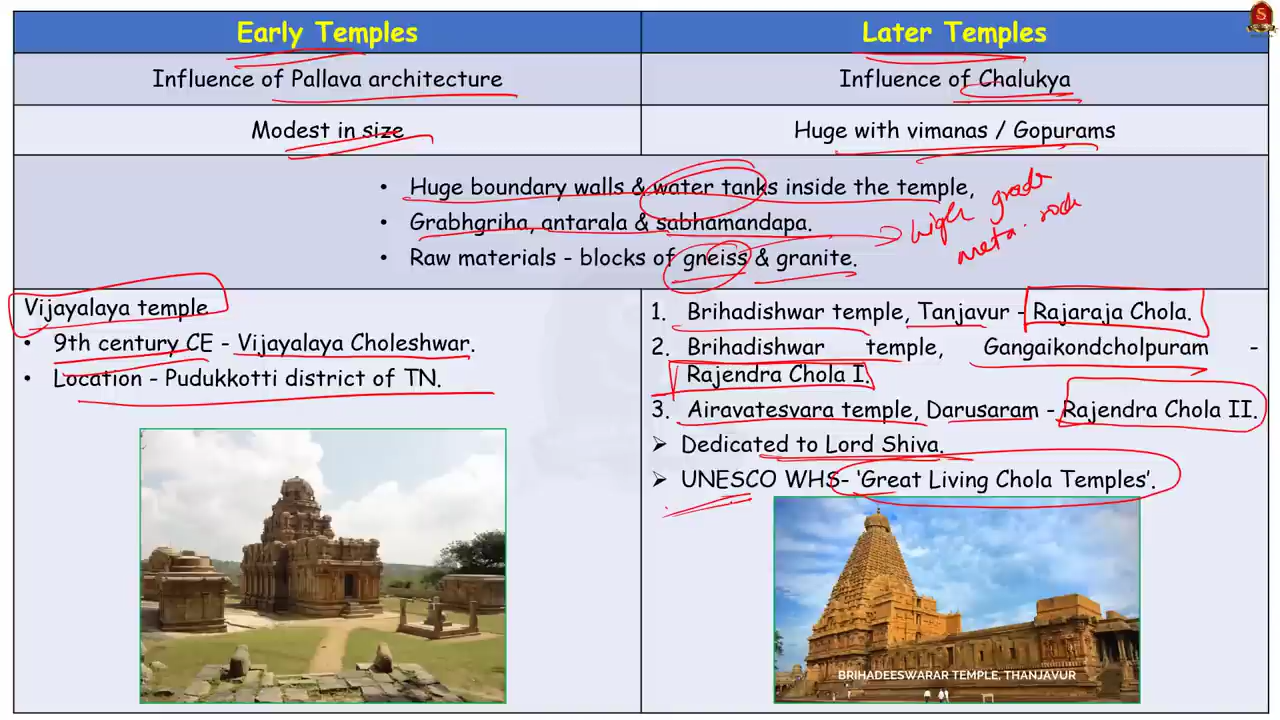 Early Temples
Later Temples
Influence of Pallava architecture
Influence of Chalukya
Modest in size
Huge with vimanas / Gopurams
• Huge boundary walls & water tanks inside the temple,
• Grabhgriha, antarala & sabhamandapa.
• Raw materials - blocks of gneiss & granite.
high grade
meta. rock
Vijayalaya temple
• 9th century CE - Vijayalaya Choleshwar.
• Location - Pudukkotti district of TN.
1. Brihadishwar temple, Tanjavur - Rajaraja Chola.
2. Brihadishwar temple, Gangaikondcholpuram -
Rajendra Chola I.
3. Airavatesvara temple, Darusaram - Rajendra Chola II.
➢ Dedicated to Lord Shiva.
➢ UNESCO WHS- ‘Great Living Chola Temples’.
BRIHADEESWARAR TEMPLE, THANJAVUR
S